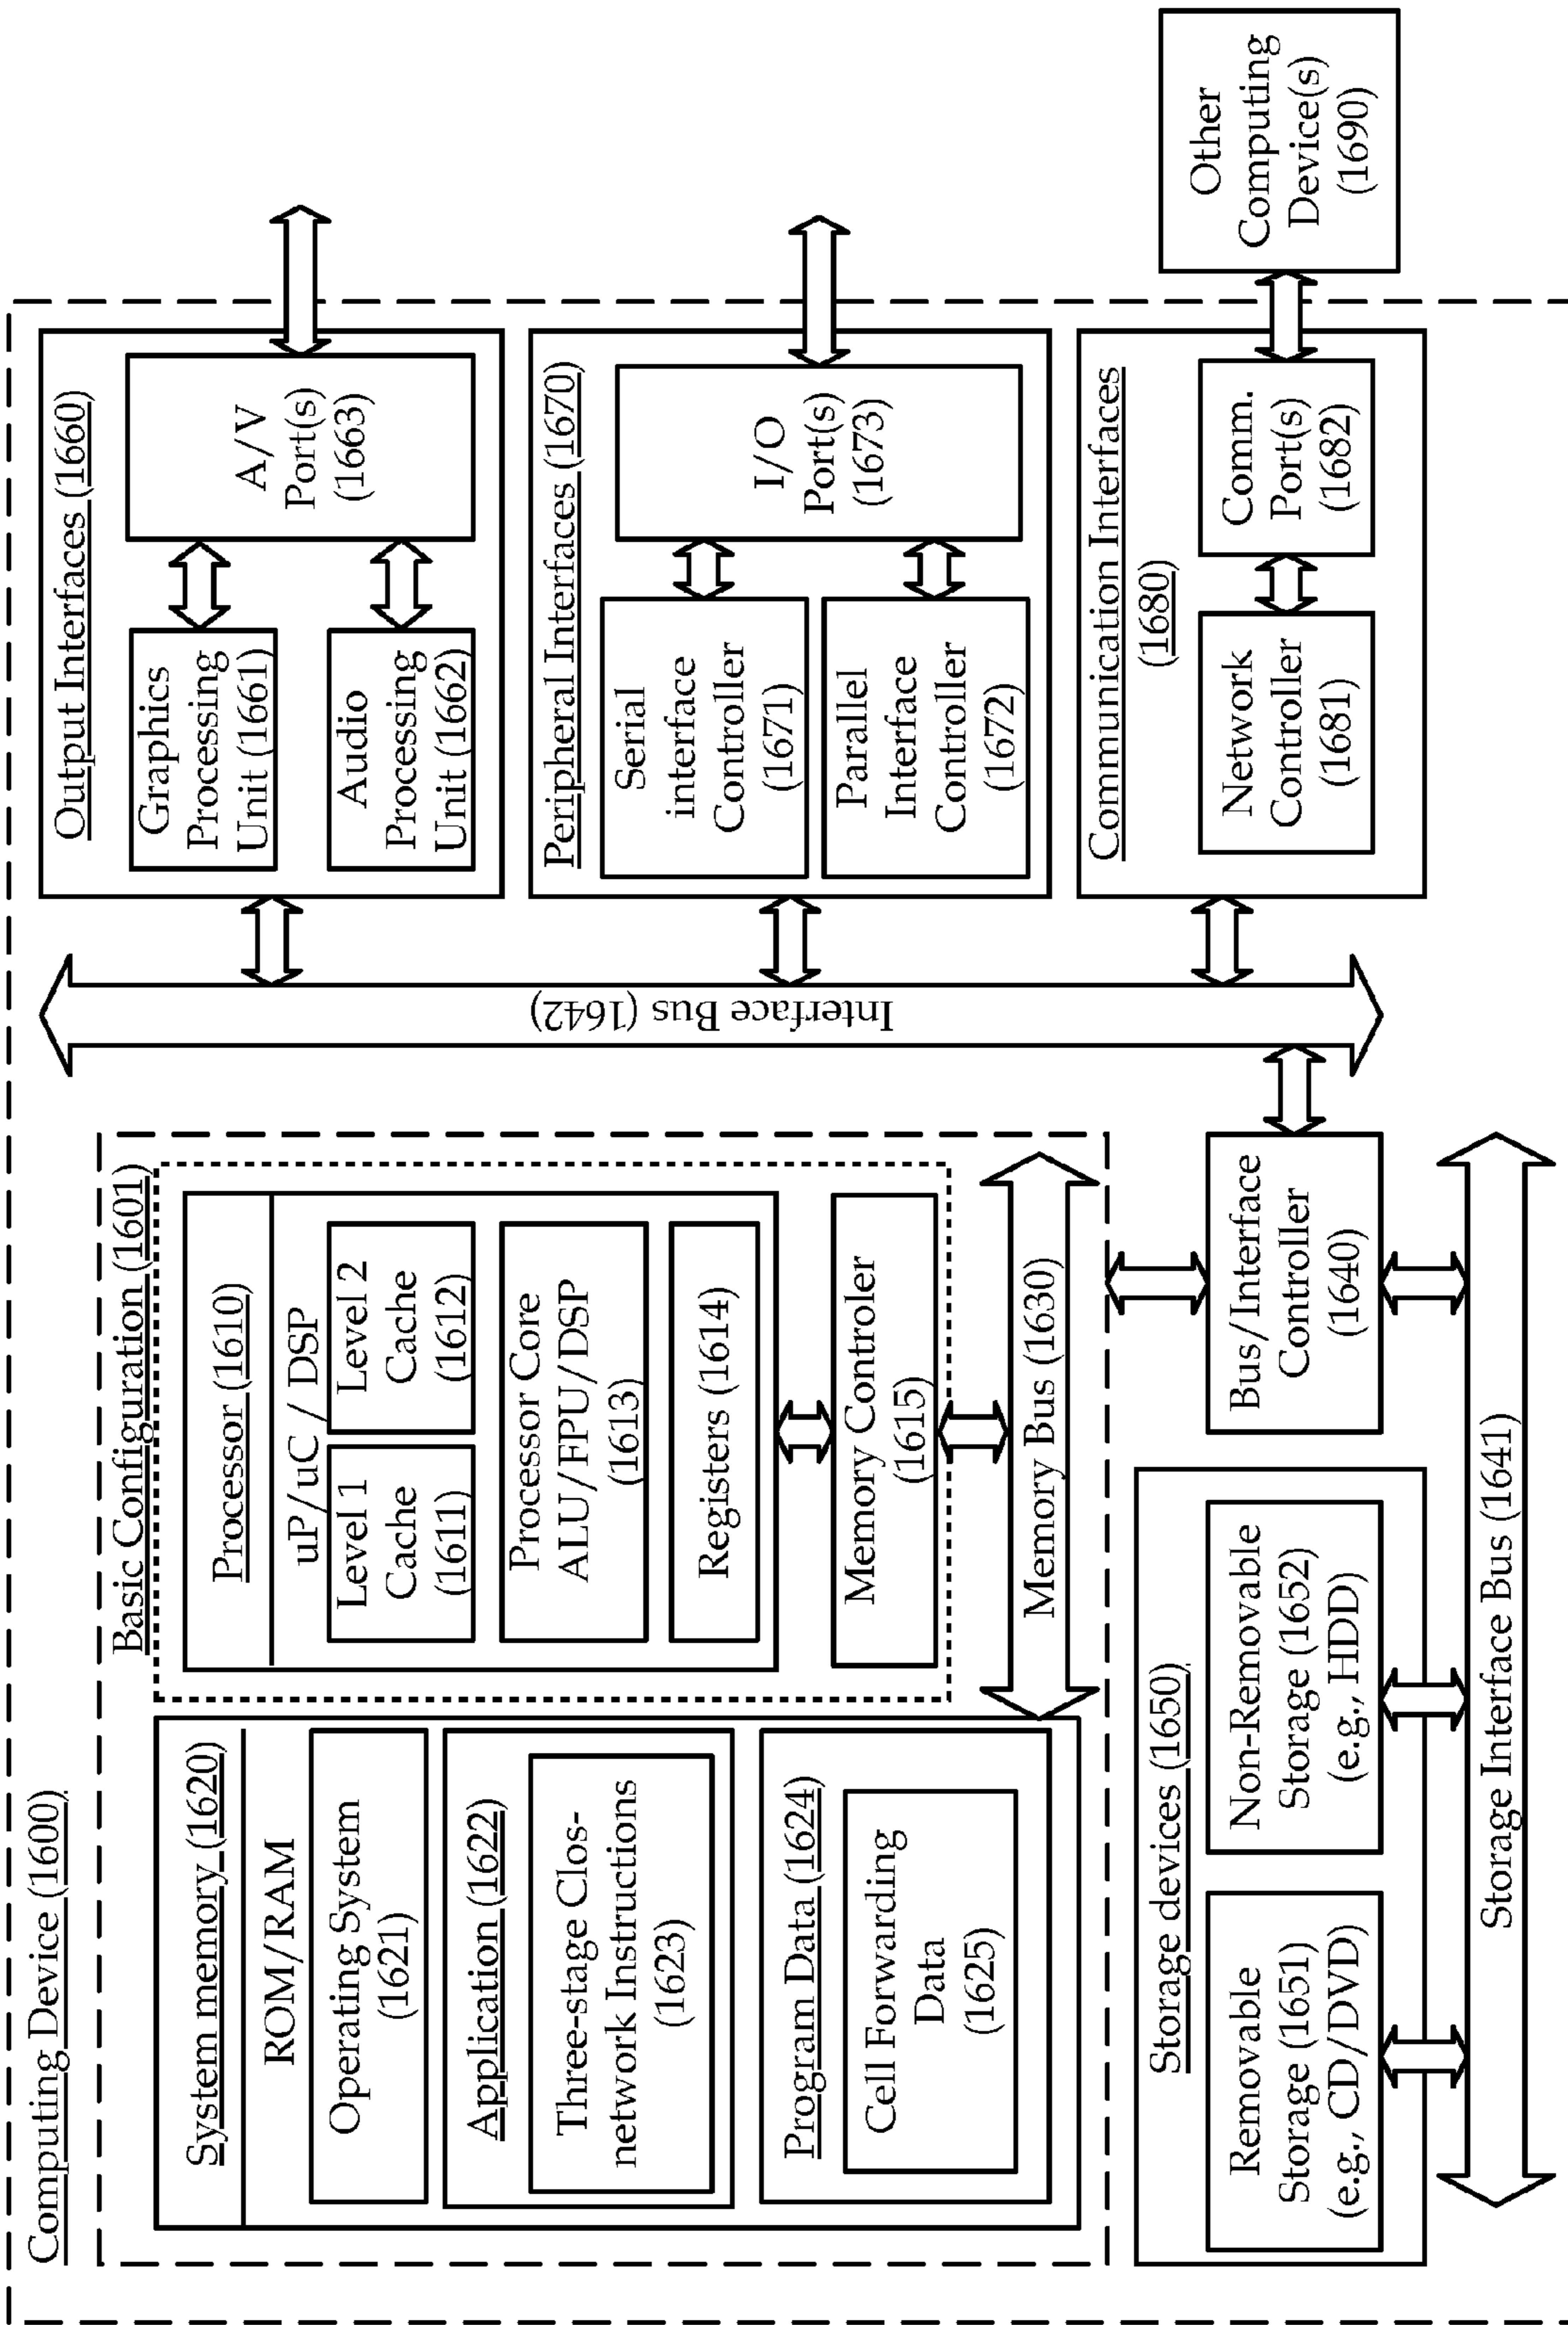 Computing Device (1600)
Basic Configuration (1601)
System memory (1620)
ROM/RAM
Operating System
(1621)
Application (1622)
Three-stage Clos-
network Instructions
(1623)
Program Data (1624)
Cell Forwarding
Data
(1625)
Processor (1610)
uP/uC / DSP
Level 1
Cache
(1611)
Level 2
Cache
(1612)
Processor Core
ALU/FPU/DSP
(1613)
Registers (1614)
Memory Controler
(1615)
Memory Bus (1630)
Bus/Interface
Controller
(1640)
Storage devices (1650)
Removable
Storage (1651)
(e.g., CD/DVD)
Non-Removable
Storage (1652)
(e.g., HDD)
Storage Interface Bus (1641)
Interface Bus (1642)
Output Interfaces (1660)
Graphics
Processing
Unit (1661)
Audio
Processing
Unit (1662)
A/V
Port(s)
(1663)
Peripheral Interfaces (1670)
Serial
interface
Controller
(1671)
Parallel
Interface
Controller
(1672)
I/O
Port(s)
(1673)
Communication Interfaces
(1680)
Network
Controller
(1681)
Comm.
Port(s)
(1682)
Other
Computing
Device(s)
(1690)